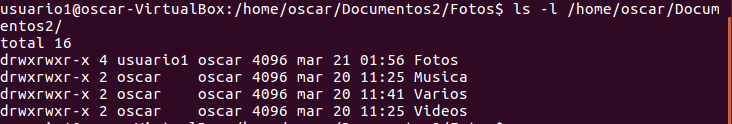 usuario1@oscar-VirtualBox:/home/oscar/Documentos2/Fotos$ ls -l /home/oscar/Docum
entos2/
total 16
drwxrwxr-x 4 usuario1 oscar 4096 mar 21 01:56 Fotos
drwxrwxr-x 2 oscar    oscar 4096 mar 20 11:25 Musica
drwxrwxr-x 2 oscar    oscar 4096 mar 20 11:41 Varios
drwxrwxr-x 2 oscar    oscar 4096 mar 20 11:25 Videos